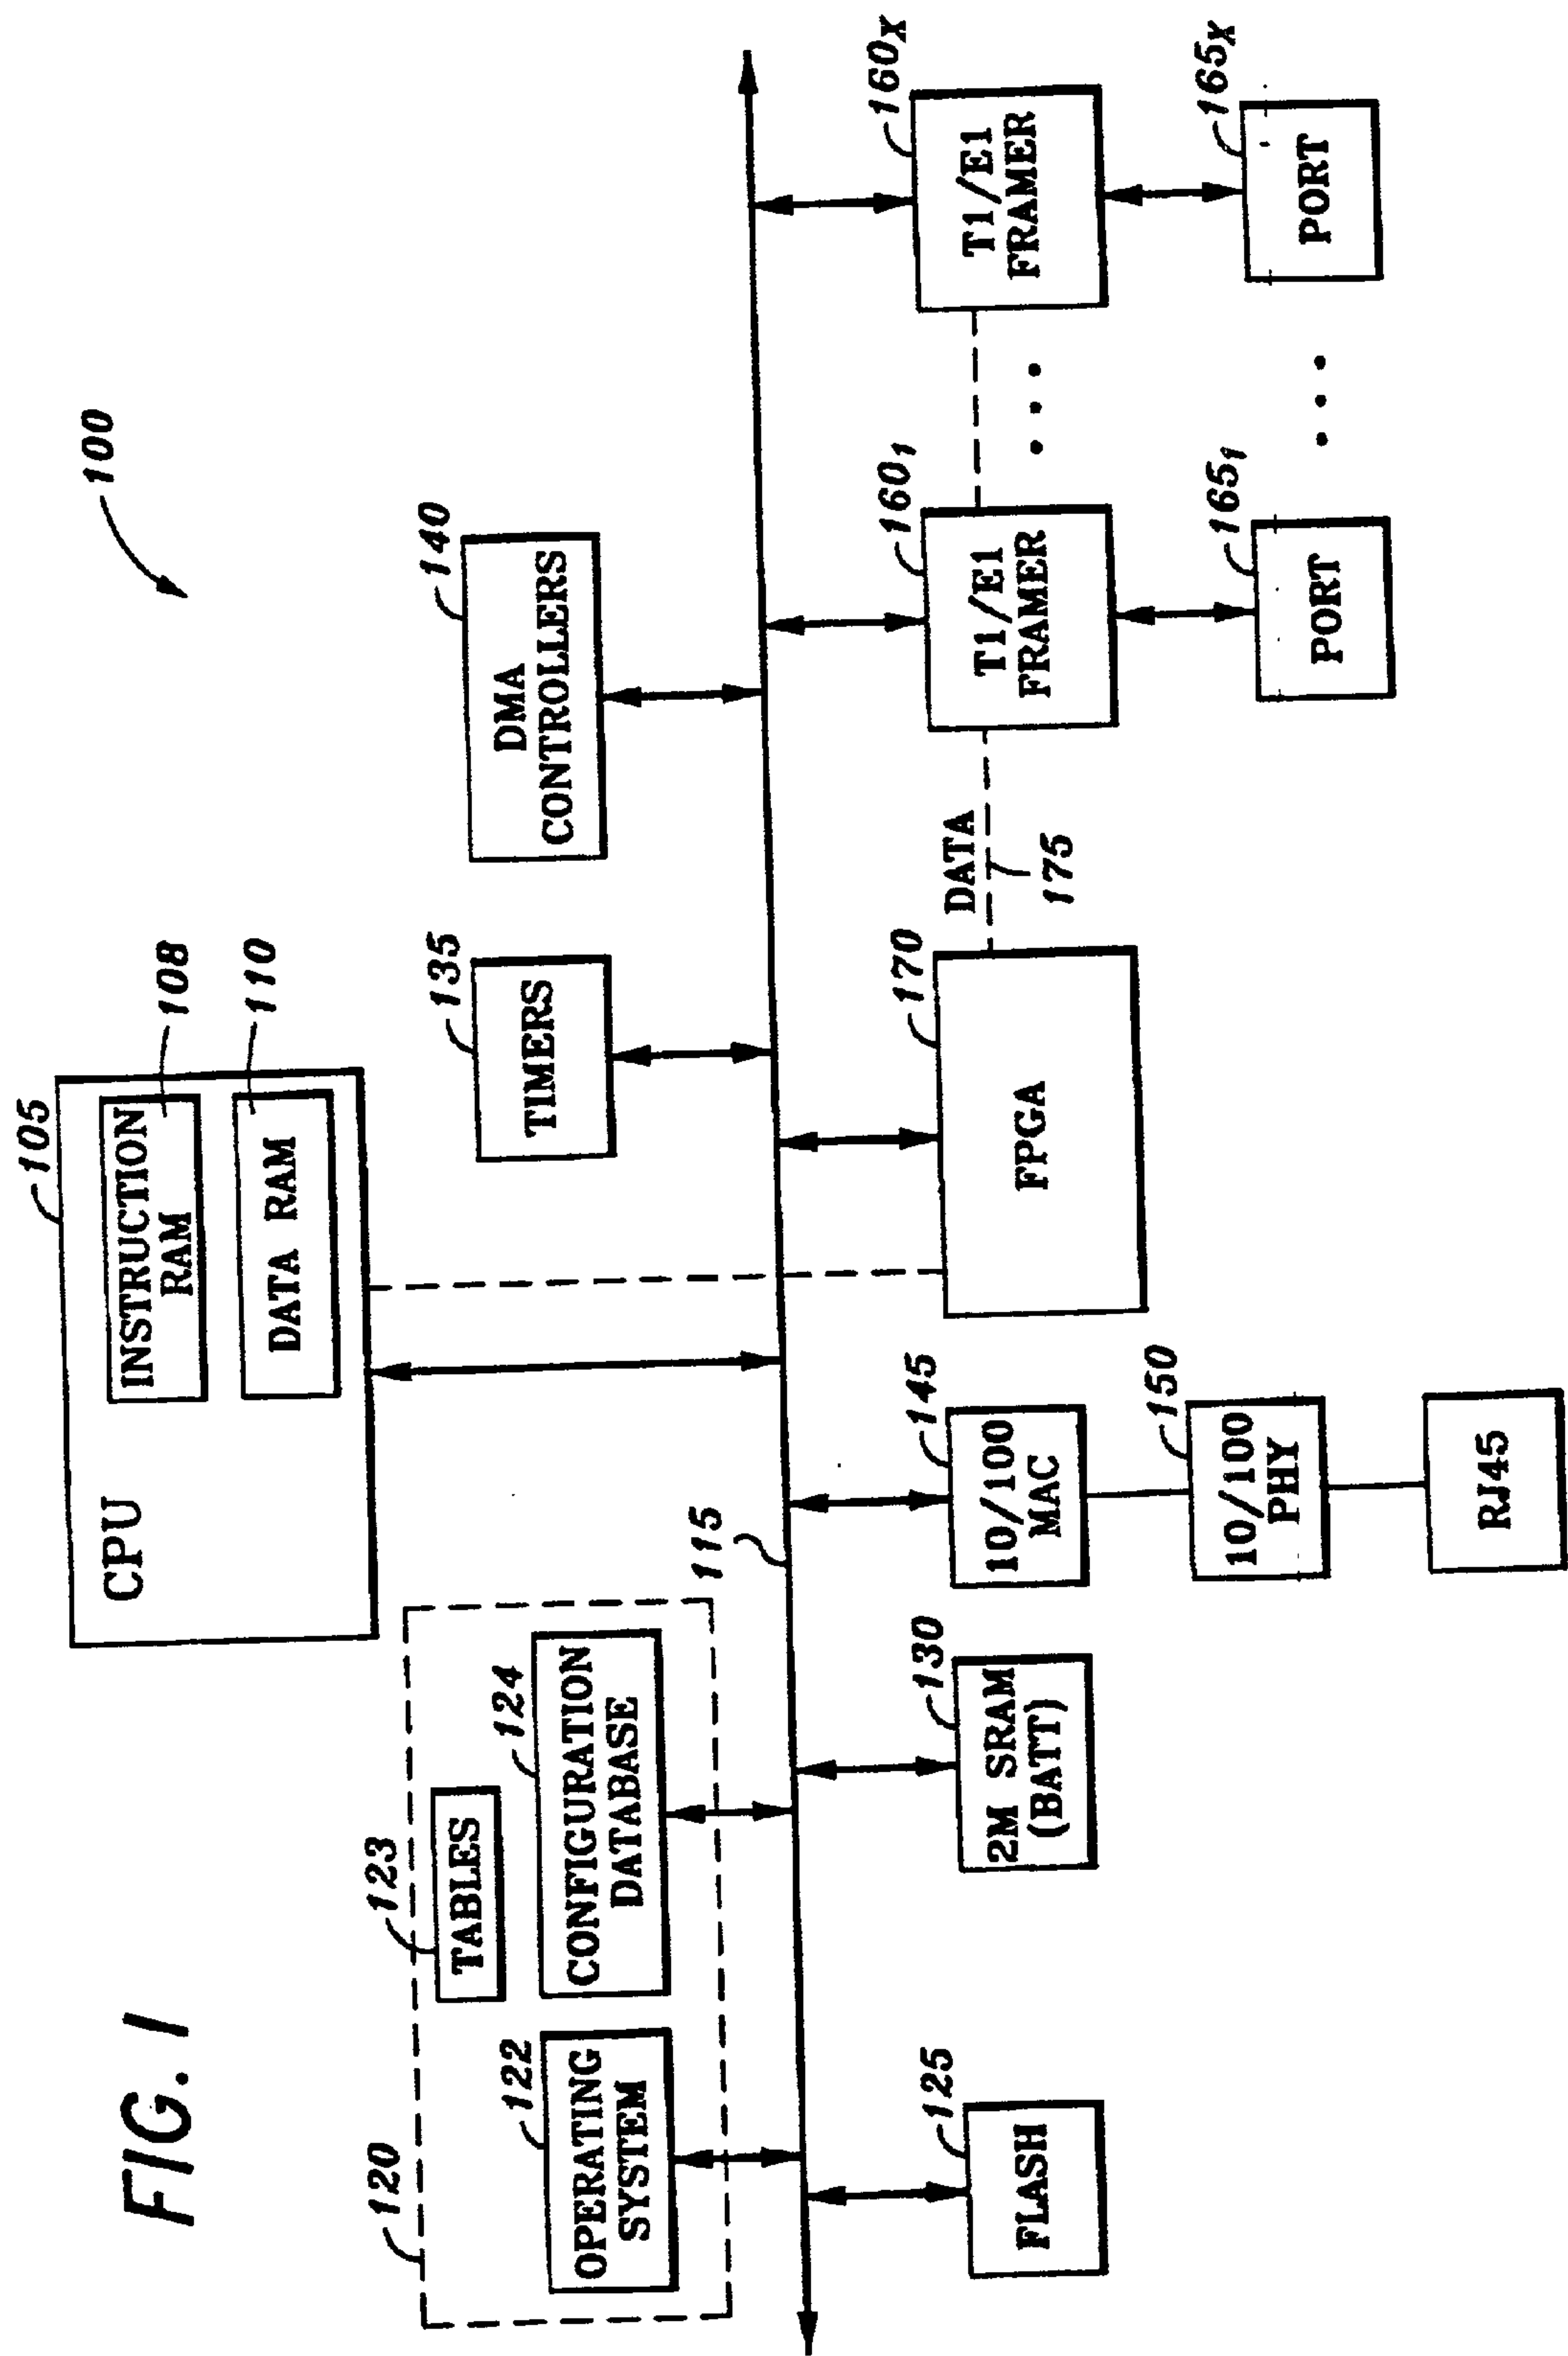 FIG. 1
100
CPU
105
INSTRUCTION
RAM
108
DATA RAM
110
120
TABLES
123
OPERATING
SYSTEM
122
CONFIGURATION
DATABASE
124
TIMERS
135
DMA
CONTROLLERS
140
115
FLASH
125
2M SRAM
(BATT)
130
10/100
MAC
145
10/100
PHY
150
RJ45
FPGA
170
DATA
175
T1/E1
FRAMER
160₁
PORT
165₁
• • •
• • •
T1/E1
FRAMER
160ₓ
PORT
165ₓ